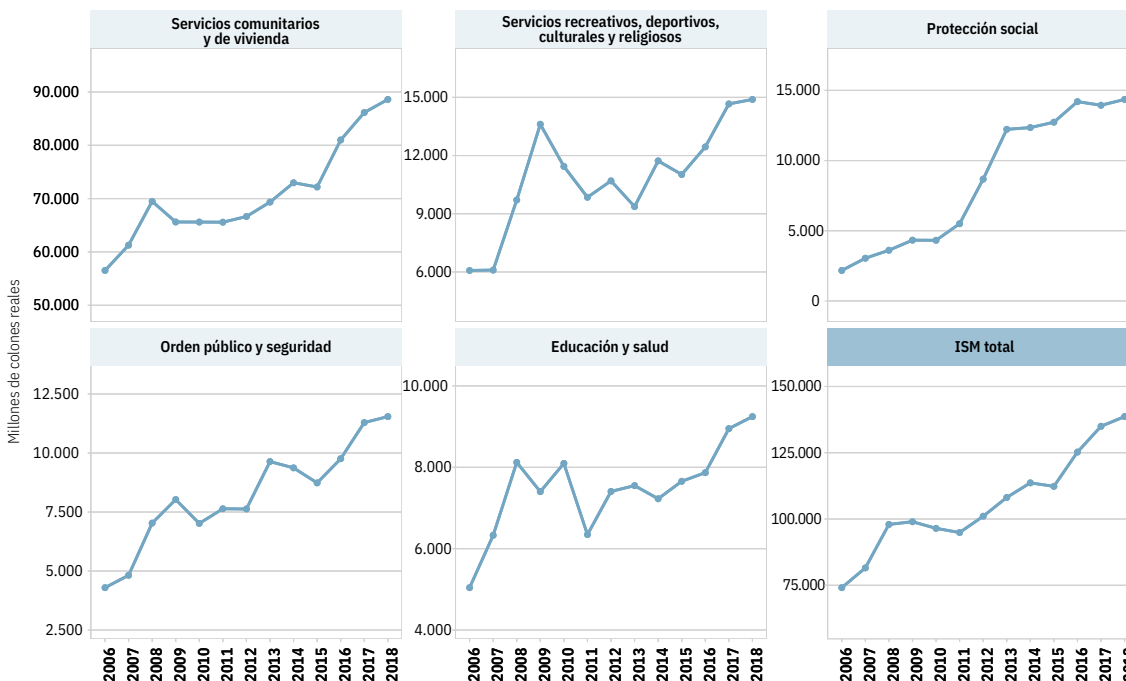 Servicios comunitarios
y de vivienda
Servicios recreativos, deportivos,
culturales y religiosos
Protección social
90.000
80.000
70.000
60.000
50.000
15.000
12.000
9.000
6.000
15.000
10.000
5.000
0
Millones de colones reales
Orden público y seguridad
Educación y salud
ISM total
12.500
10.000
7.500
5.000
2.500
10.000
8.000
6.000
4.000
150.000
125.000
100.000
75.000
2006 2007 2008 2009 2010 2011 2012 2013 2014 2015 2016 2017 2018
2006 2007 2008 2009 2010 2011 2012 2013 2014 2015 2016 2017 2018
2006 2007 2008 2009 2010 2011 2012 2013 2014 2015 2016 2017